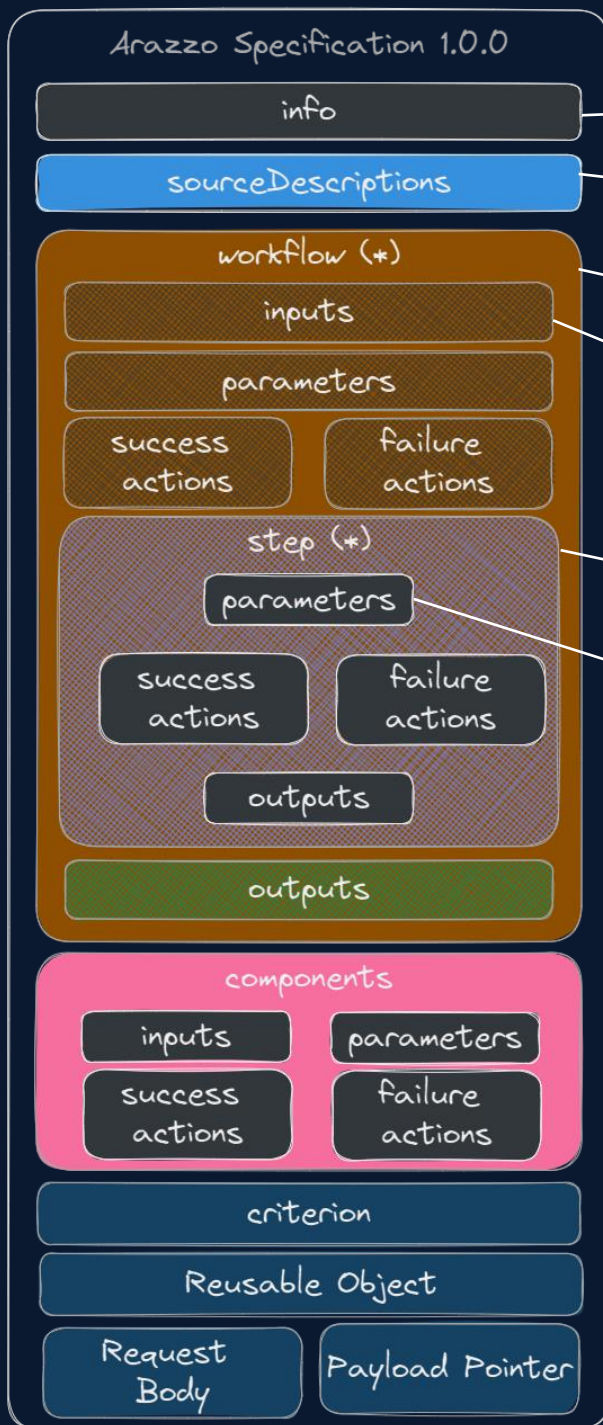 Arazzo Specification 1.0.0
info
sourceDescriptions
workflow (*)
inputs
parameters
success
actions
failure
actions
step (*)
parameters
success
actions
failure
actions
outputs
outputs
components
inputs
parameters
success
actions
failure
actions
criterion
Reusable Object
Request
Body
Payload Pointer